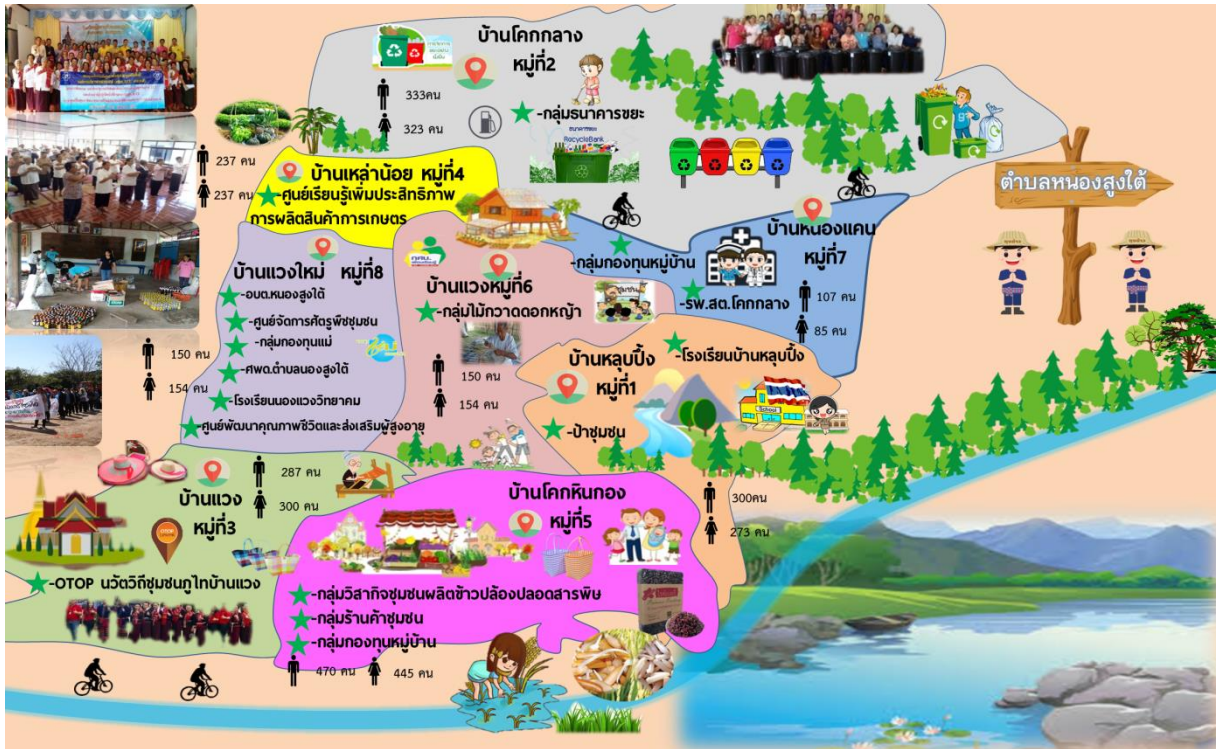 บ้านโคกกลาง
หมู่ที่2
333คน
323 คน
-กลุ่มธนาคารขยะ
ธนาคารขยะ
RecycleBank
237 คน
237 คน
บ้านเหล่าน้อย หมู่ที่4
-ศูนย์เรียนรู้เพิ่มประสิทธิภาพ
การผลิตสินค้าการเกษตร
ตำบลหนองสูงใต้
บ้านหนองแคน
หมู่ที่7
-กลุ่มกองทุนหมู่บ้าน
-รพ.สต.โคกกลาง
107 คน
85 คน
บ้านแวงใหม่ หมู่ที่8
-อบต.หนองสูงใต้
-ศูนย์จัดการศัตรูพืชชุมชน
-กลุ่มกองทุนแม่
-ศพด.ตำบลนองสูงใต้
-โรงเรียนนองแวงวิทยาคม
-ศูนย์พัฒนาคุณภาพชีวิตและส่งเสริมผู้สูงอายุ
150 คน
154 คน
กศน.
บ้านแวงหมู่ที่6
-กลุ่มไม้กวาดดอกหญ้า
ชุมชน
150 คน
154 คน
บ้านหลุบปึ้ง
หมู่ที่1
-โรงเรียนบ้านหลุบปึ้ง
School
-ป่าชุมชน
300คน
273 คน
บ้านแวง
หมู่ที่3
287 คน
300 คน
OTOP
-OTOP นวัตวิถีชุมชนภูไทบ้านแวง
บ้านโคกหินกอง
หมู่ที่5
-กลุ่มวิสากิจชุมชนผลิตข้าวปล้องปลอดสารพิษ
-กลุ่มร้านค้าชุมชน
-กลุ่มกองทุนหมู่บ้าน
470 คน
445 คน